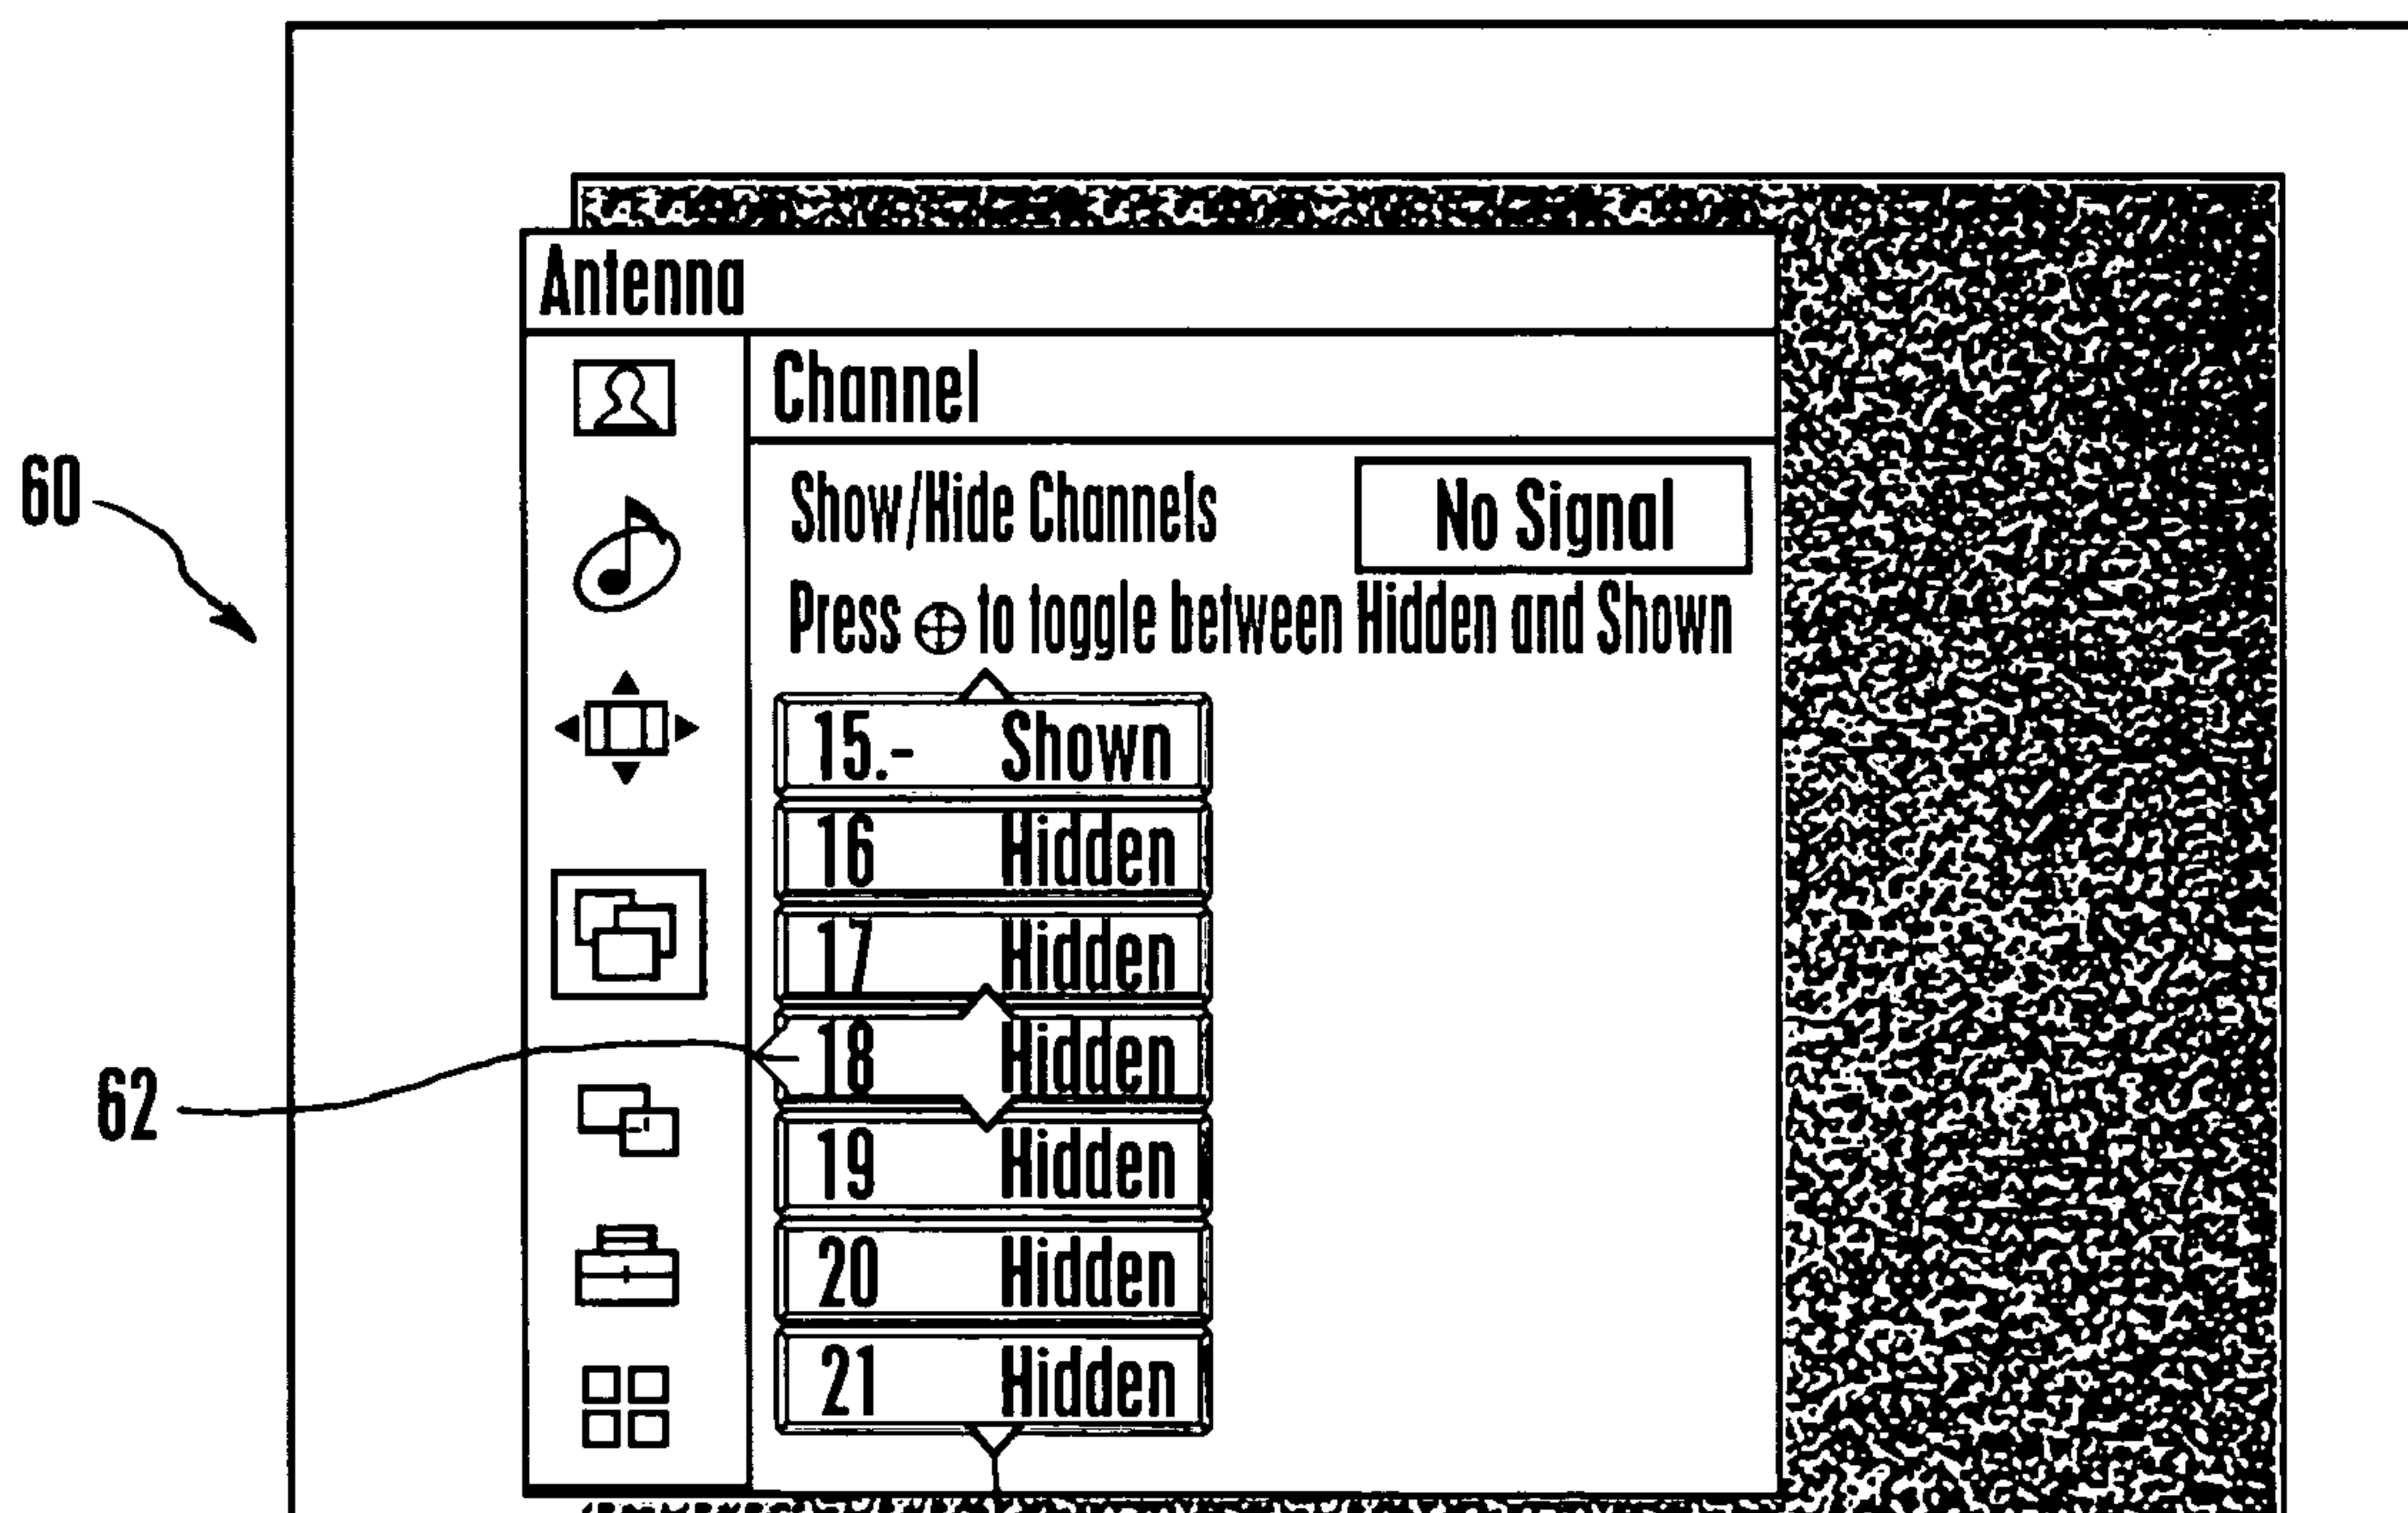 Antenna
Channel
60
Show/Hide Channels
No Signal
Press to toggle between Hidden and Shown
15.- Shown
16 Hidden
17 Hidden
18 Hidden
62
19 Hidden
20 Hidden
21 Hidden